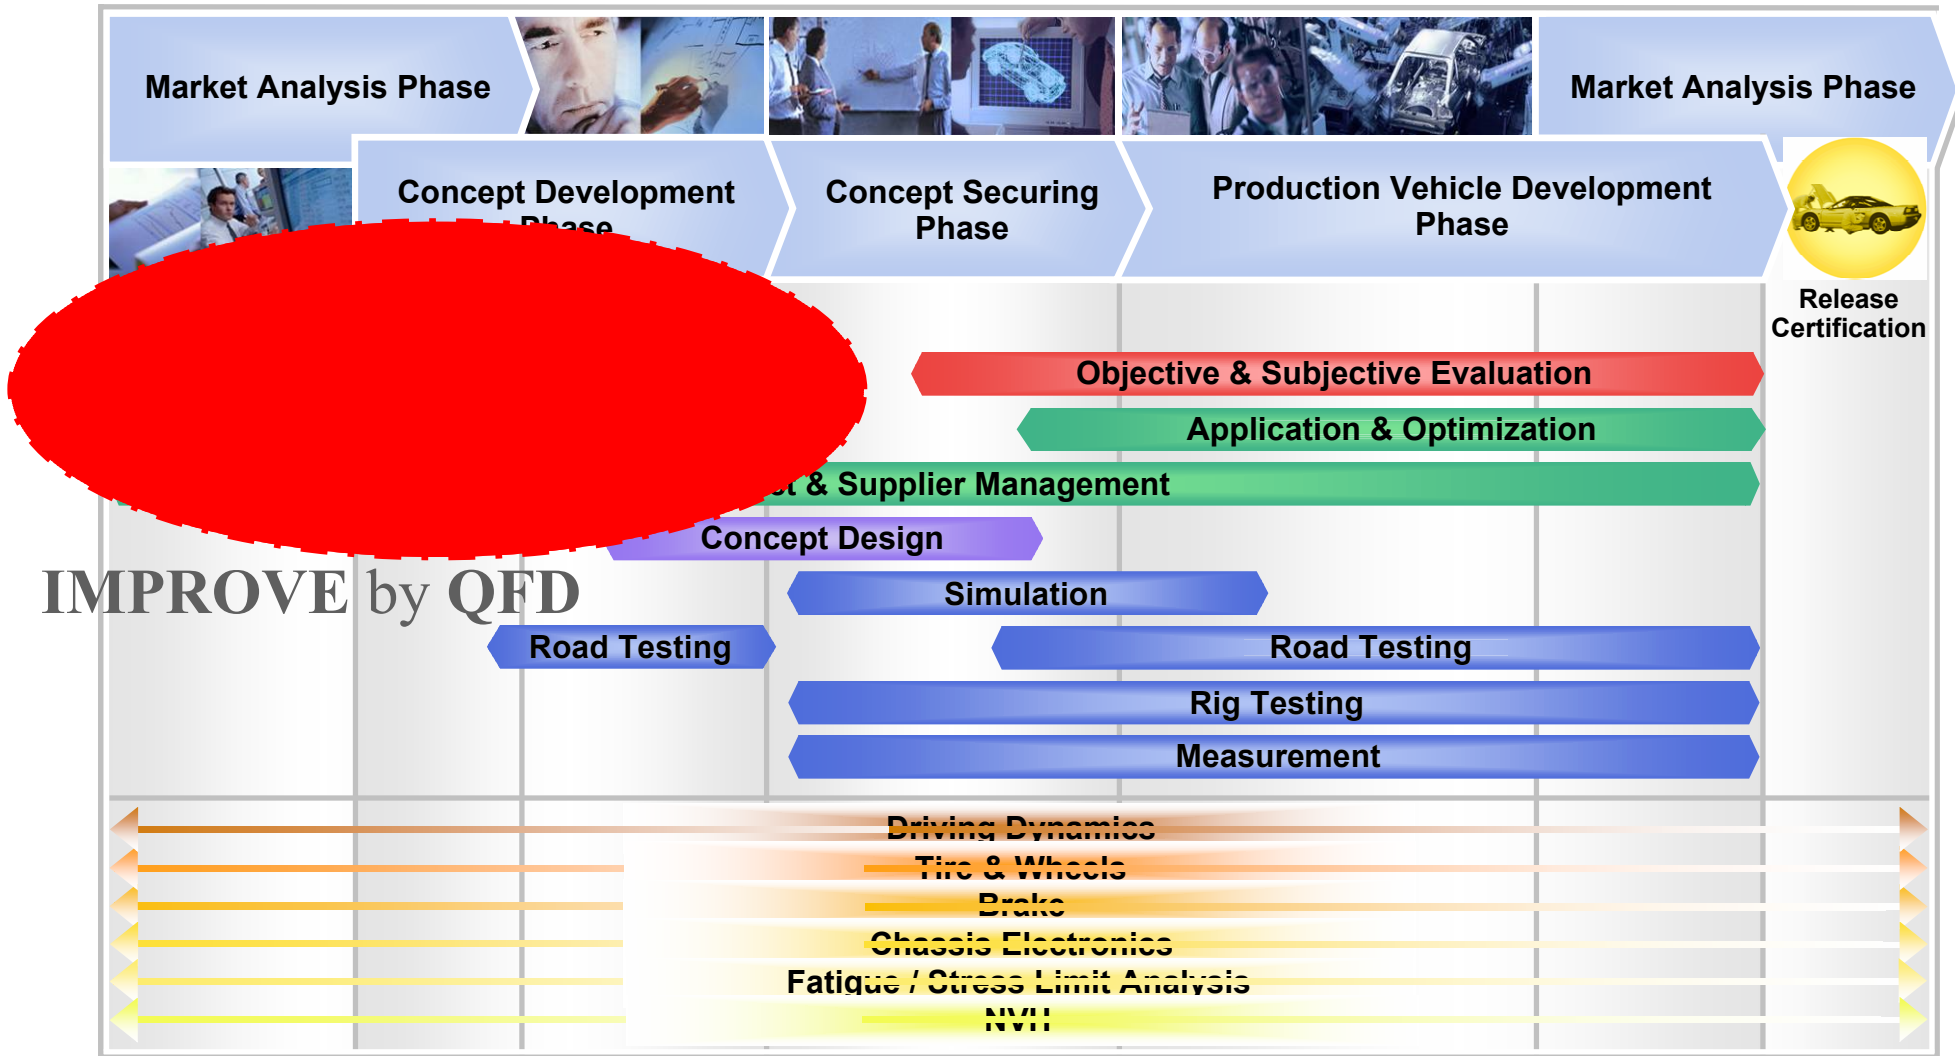 Market Analysis Phase
Market Analysis Phase
Concept Development
Phase
Concept Securing
Phase
Production Vehicle Development
Phase
Release
Certification
Objective & Subjective Evaluation
Application & Optimization
& Supplier Management
Concept Design
IMPROVE by QFD
Simulation
Road Testing
Road Testing
Rig Testing
Measurement
Driving Dynamics
Tire & Wheels
Brake
Chassis Electronics
Fatigue / Stress Limit Analysis
NVH